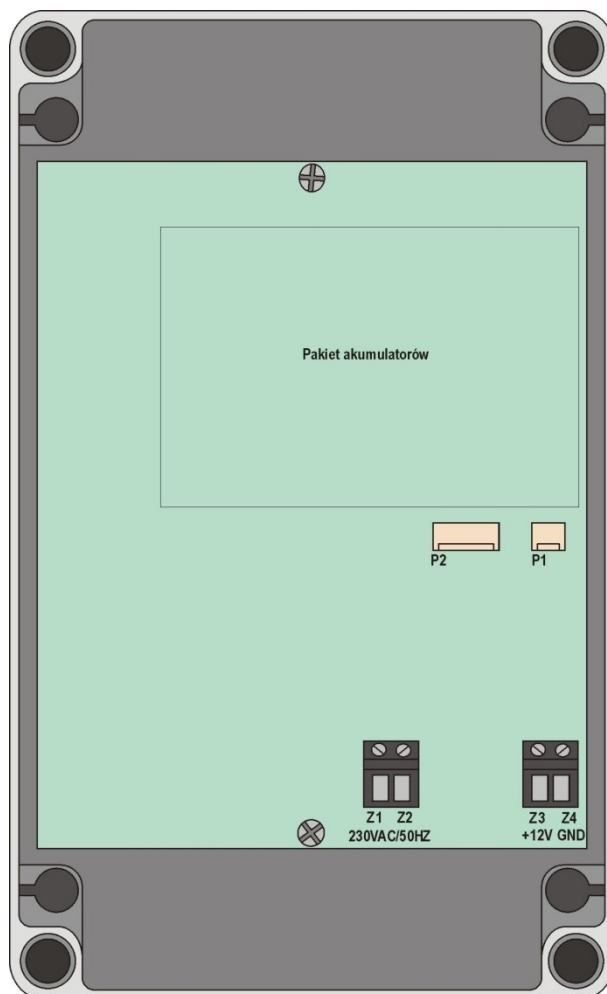 Pakiet akumulatorów
P2 P1
Z1 Z2 Z3 Z4
230VAC/50HZ +12V GND